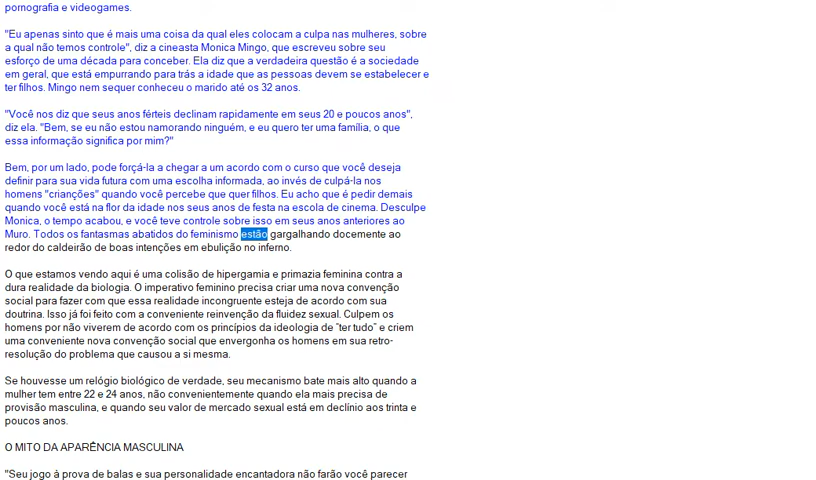 pornografia e videogames.
"Eu apenas sinto que é mais uma coisa da qual eles colocam a culpa nas mulheres, sobre
a qual não temos controle", diz a cineasta Monica Mingo, que escreveu sobre seu
esforço de uma década para conceber. Ela diz que a verdadeira questão é a sociedade
em geral, que está empurrando para trás a idade que as pessoas devem se estabelecer e
ter filhos. Mingo nem sequer conheceu o marido até os 32 anos.
"Você nos diz que seus anos férteis declinam rapidamente em seus 20 e poucos anos",
diz ela. "Bem, se eu não estou namorando ninguém, e eu quero ter uma família, o que
essa informação significa por mim?"
Bem, por um lado, pode forçá-la a chegar a um acordo com o curso que você deseja
definir para sua vida futura com uma escolha informada, ao invés de culpá-la nos
homens "crianções" quando você percebe que quer filhos. Eu acho que é pedir demais
quando você está na flor da idade nos seus anos de festa na escola de cinema. Desculpe
Monica, o tempo acabou, e você teve controle sobre isso em seus anos anteriores ao
Muro. Todos os fantasmas abatidos do feminismo estão gargalhando docemente ao
redor do caldeirão de boas intenções em ebulição no inferno.
O que estamos vendo aqui é uma colisão de hipergamia e primazia feminina contra a
dura realidade da biologia. O imperativo feminino precisa criar uma nova convenção
social para fazer com que essa realidade incongruente esteja de acordo com sua
doutrina. Isso já foi feito com a conveniente reinvenção da fluidez sexual. Culpem os
homens por não viverem de acordo com os princípios da ideologia de "ter tudo" e criem
uma conveniente nova convenção social que envergonha os homens em sua retro-
resolução do problema que causou a si mesma.
Se houvesse um relógio biológico de verdade, seu mecanismo bate mais alto quando a
mulher tem entre 22 e 24 anos, não convenientemente quando ela mais precisa de
provisão masculina, e quando seu valor de mercado sexual está em declínio aos trinta e
poucos anos.
O MITO DA APARÊNCIA MASCULINA
"Seu jogo à prova de balas e sua personalidade encantadora não farão você parecer